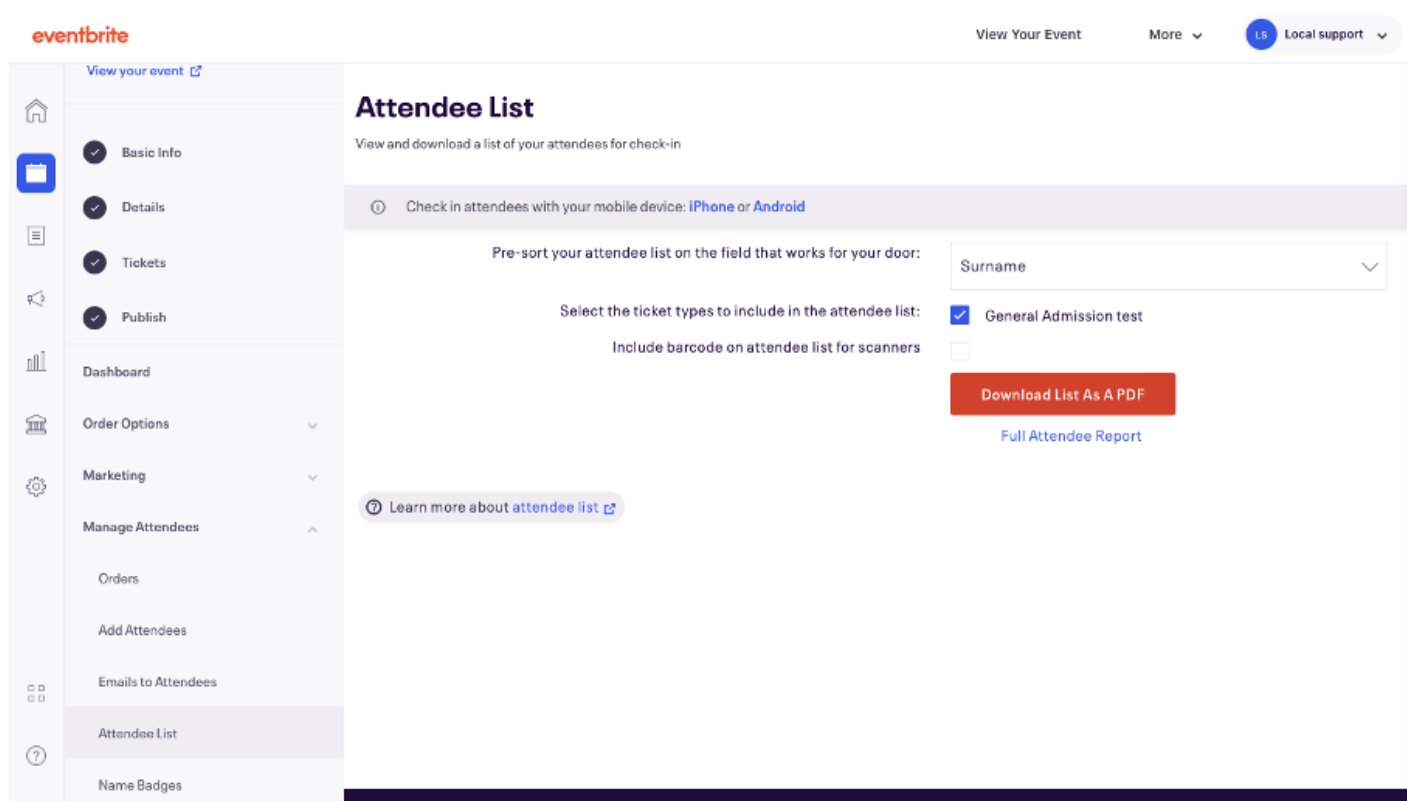 eventbrite
View Your Event
More
LS
Local support
View your event
Basic Info
Details
Tickets
Publish
Dashboard
Order Options
Marketing
Manage Attendees
Orders
Add Attendees
Emails to Attendees
Attendee List
Name Badges
Attendee List
View and download a list of your attendees for check-in
Check in attendees with your mobile device: iPhone or Android
Pre-sort your attendee list on the field that works for your door:
Surname
Select the ticket types to include in the attendee list:
General Admission test
Include barcode on attendee list for scanners
Download List As A PDF
Full Attendee Report
Learn more about attendee list